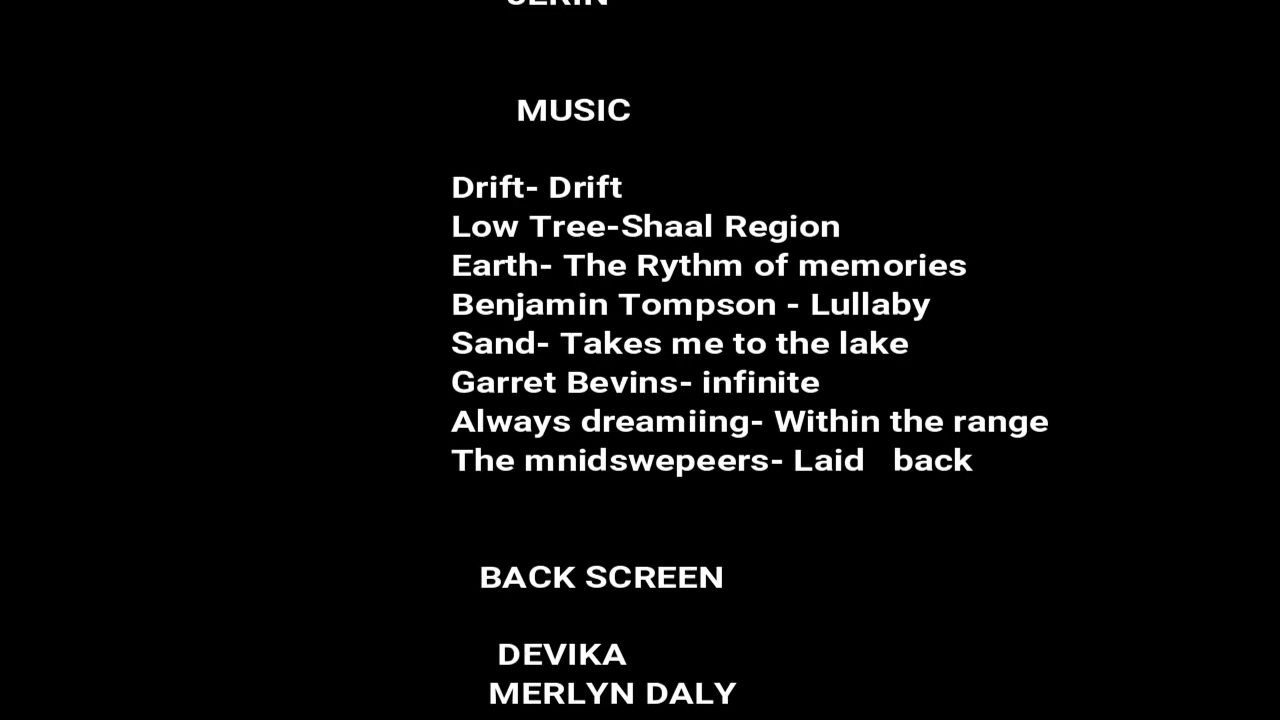 MUSIC
Drift- Drift
Low Tree-Shaal Region
Earth- The Rythm of memories
Benjamin Tompson - Lullaby
Sand- Takes me to the lake
Garret Bevins- infinite
Always dreamiing- Within the range
The mnidswepeers- Laid back
BACK SCREEN
DEVIKA
MERLYN DALY